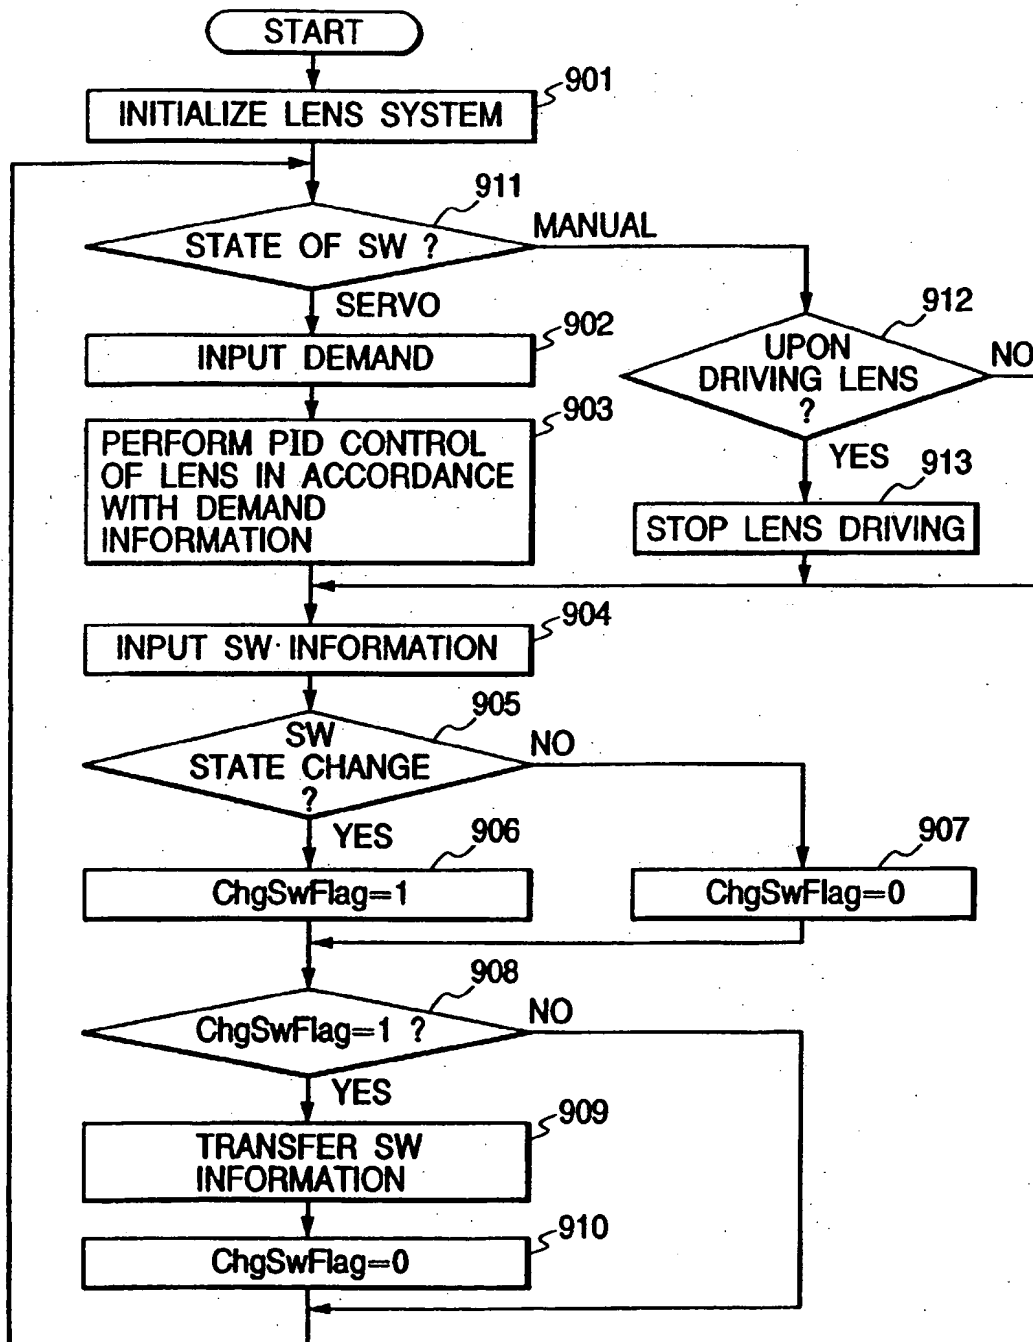 START
901
INITIALIZE LENS SYSTEM
911
STATE OF SW ?
MANUAL
SERVO
902
INPUT DEMAND
912
UPON
DRIVING LENS
?
NO
903
PERFORM PID CONTROL
OF LENS IN ACCORDANCE
WITH DEMAND
INFORMATION
YES
913
STOP LENS DRIVING
904
INPUT SW INFORMATION
905
SW
STATE CHANGE
?
NO
YES
906
ChgSwFlag=1
907
ChgSwFlag=0
908
ChgSwFlag=1 ?
NO
YES
909
TRANSFER SW
INFORMATION
910
ChgSwFlag=0